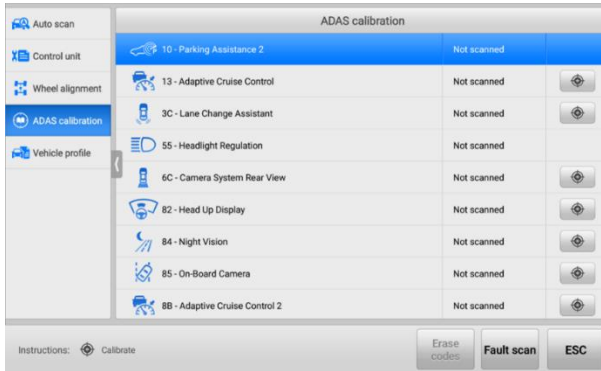 ADAS calibration
Auto scan
Control unit
Wheel alignment
ADAS calibration
Vehicle profile
10 - Parking Assistance 2 Not scanned
13 - Adaptive Cruise Control Not scanned
3C - Lane Change Assistant Not scanned
55 - Headlight Regulation Not scanned
6C - Camera System Rear View Not scanned
82 - Head Up Display Not scanned
84 - Night Vision Not scanned
85 - On-Board Camera Not scanned
8B - Adaptive Cruise Control 2 Not scanned
Instructions: Calibrate
Erase
codes
Fault scan
ESC